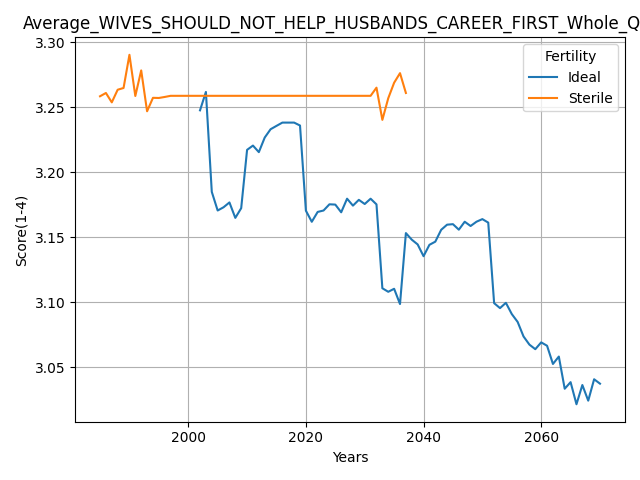 Average_WIVES_SHOULD_NOT_HELP_HUSBANDS_CAREER_FIRST_Whole_Q
3.30
3.25
3.20
3.15
3.10
3.05
Score(1-4)
Fertility
Ideal
Sterile
2000
2020
2040
2060
Years